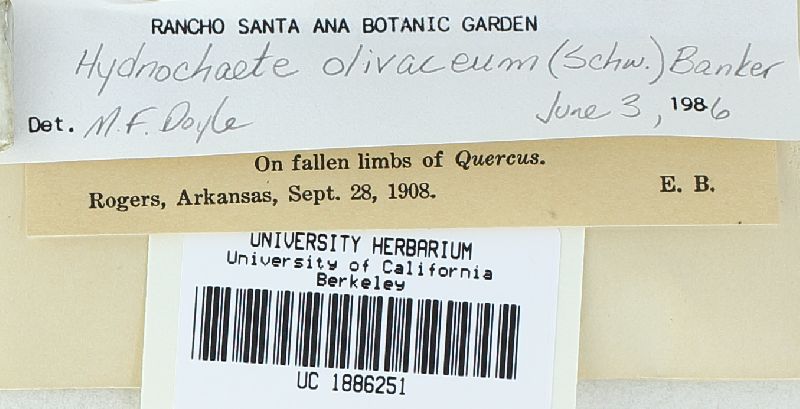 RANCHO SANTA ANA BOTANIC GARDEN
Hydnochaete olivaceum (Schw.) Banker
Det. M.F. Doyle June 3, 1986
On fallen limbs of Quercus.
Rogers, Arkansas, Sept. 28, 1908. E. B.
UNIVERSITY HERBARIUM
University of California
Berkeley
UC 1886251